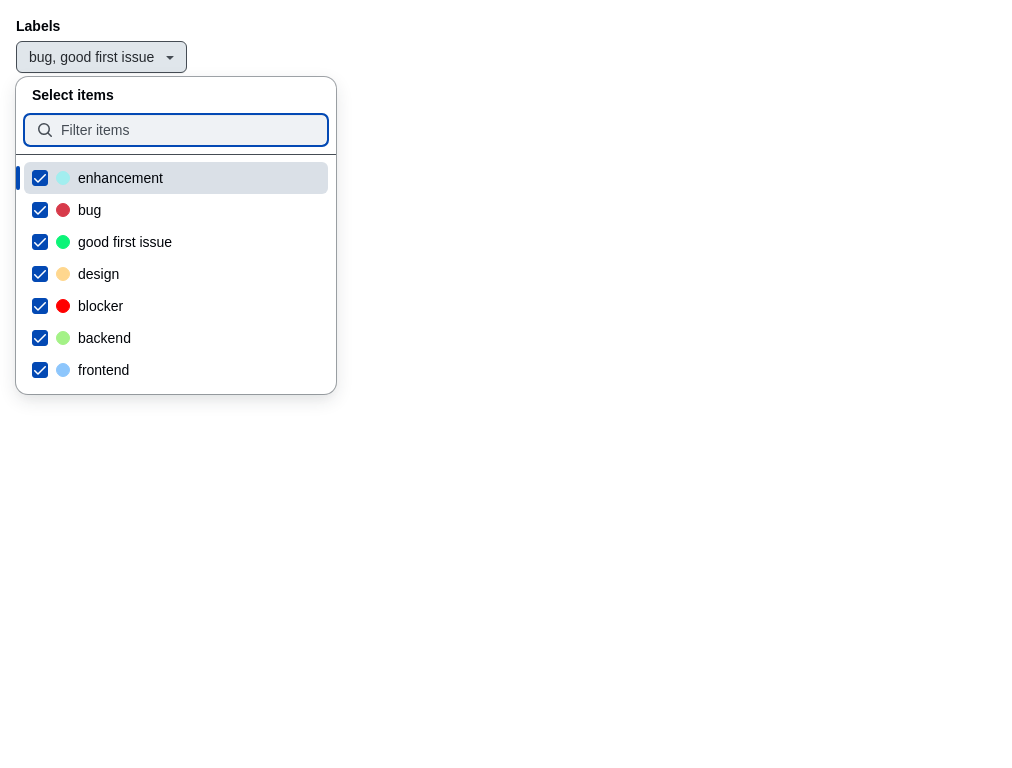 Labels
bug, good first issue
Select items
Filter items
enhancement
bug
good first issue
design
blocker
backend
frontend